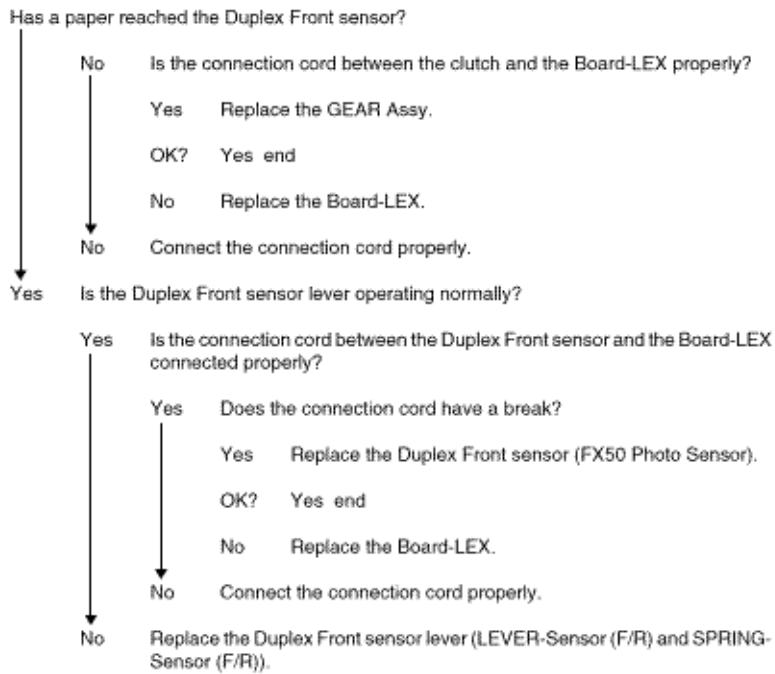 Has a paper reached the Duplex Front sensor?
No Is the connection cord between the clutch and the Board-LEX properly?
Yes Replace the GEAR Assy.
OK? Yes end
No Replace the Board-LEX.
No Connect the connection cord properly.
Yes Is the Duplex Front sensor lever operating normally?
Yes Is the connection cord between the Duplex Front sensor and the Board-LEX
connected properly?
Yes Does the connection cord have a break?
Yes Replace the Duplex Front sensor (FX50 Photo Sensor).
OK? Yes end
No Replace the Board-LEX.
No Connect the connection cord properly.
No Replace the Duplex Front sensor lever (LEVER-Sensor (F/R) and SPRING-
Sensor (F/R)).